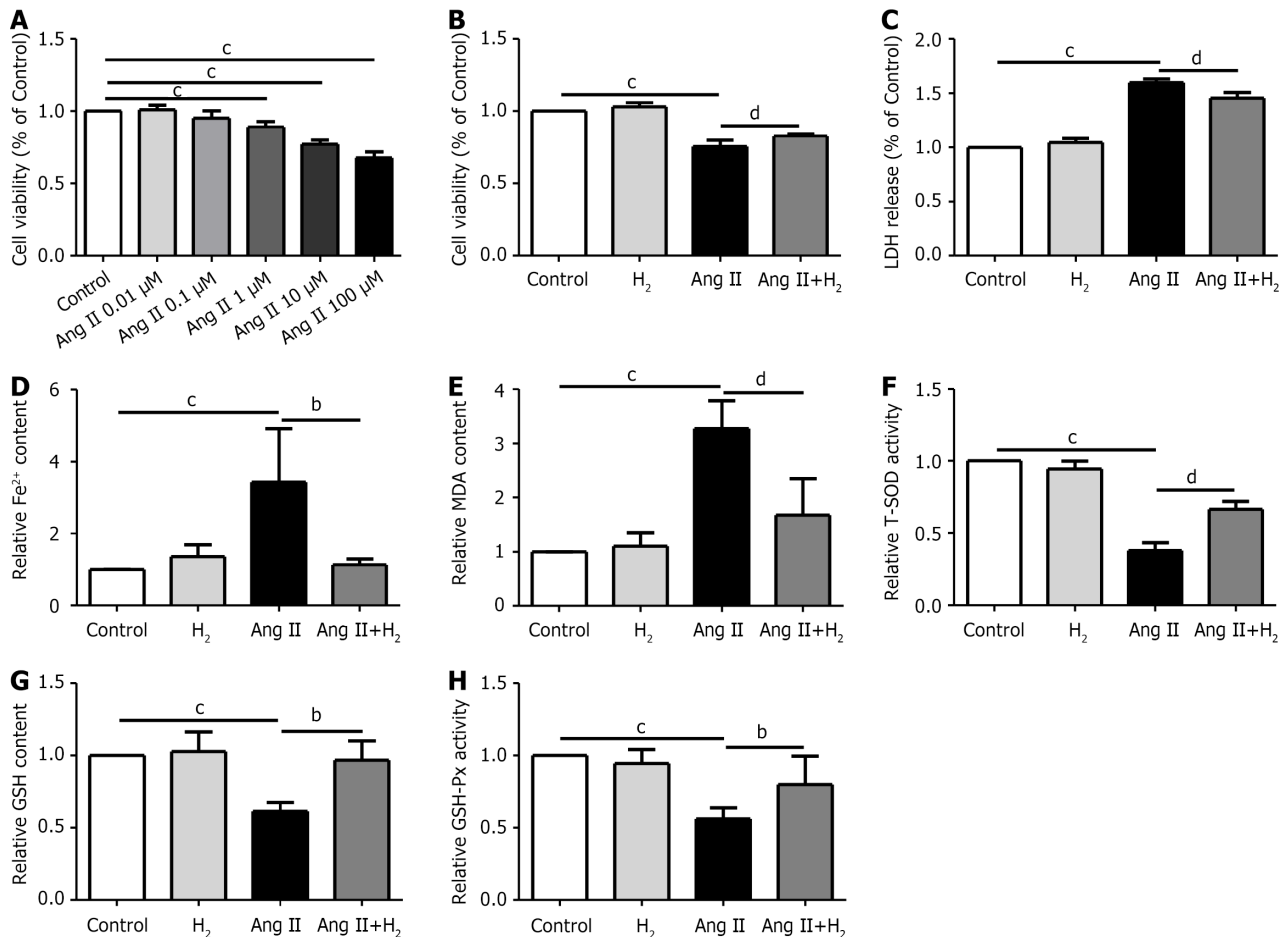 A
Cell viability (% of Control)
1.5
1.0
0.5
0.0
c
c
c
Control
Ang II 0.01 µM
Ang II 0.1 µM
Ang II 1 µM
Ang II 10 µM
Ang II 100 µM
B
Cell viability (% of Control)
1.5
1.0
0.5
0.0
c
d
Control
H₂
Ang II
Ang II+H₂
C
LDH release (% of Control)
2.0
1.5
1.0
0.5
0.0
c
d
Control
H₂
Ang II
Ang II+H₂
D
Relative Fe²⁺ content
6
4
2
0
c
b
Control
H₂
Ang II
Ang II+H₂
E
Relative MDA content
4
3
2
1
0
c
d
Control
H₂
Ang II
Ang II+H₂
F
Relative T-SOD activity
1.5
1.0
0.5
0.0
c
d
Control
H₂
Ang II
Ang II+H₂
G
Relative GSH content
1.5
1.0
0.5
0.0
c
b
Control
H₂
Ang II
Ang II+H₂
H
Relative GSH-Px activity
1.5
1.0
0.5
0.0
c
b
Control
H₂
Ang II
Ang II+H₂